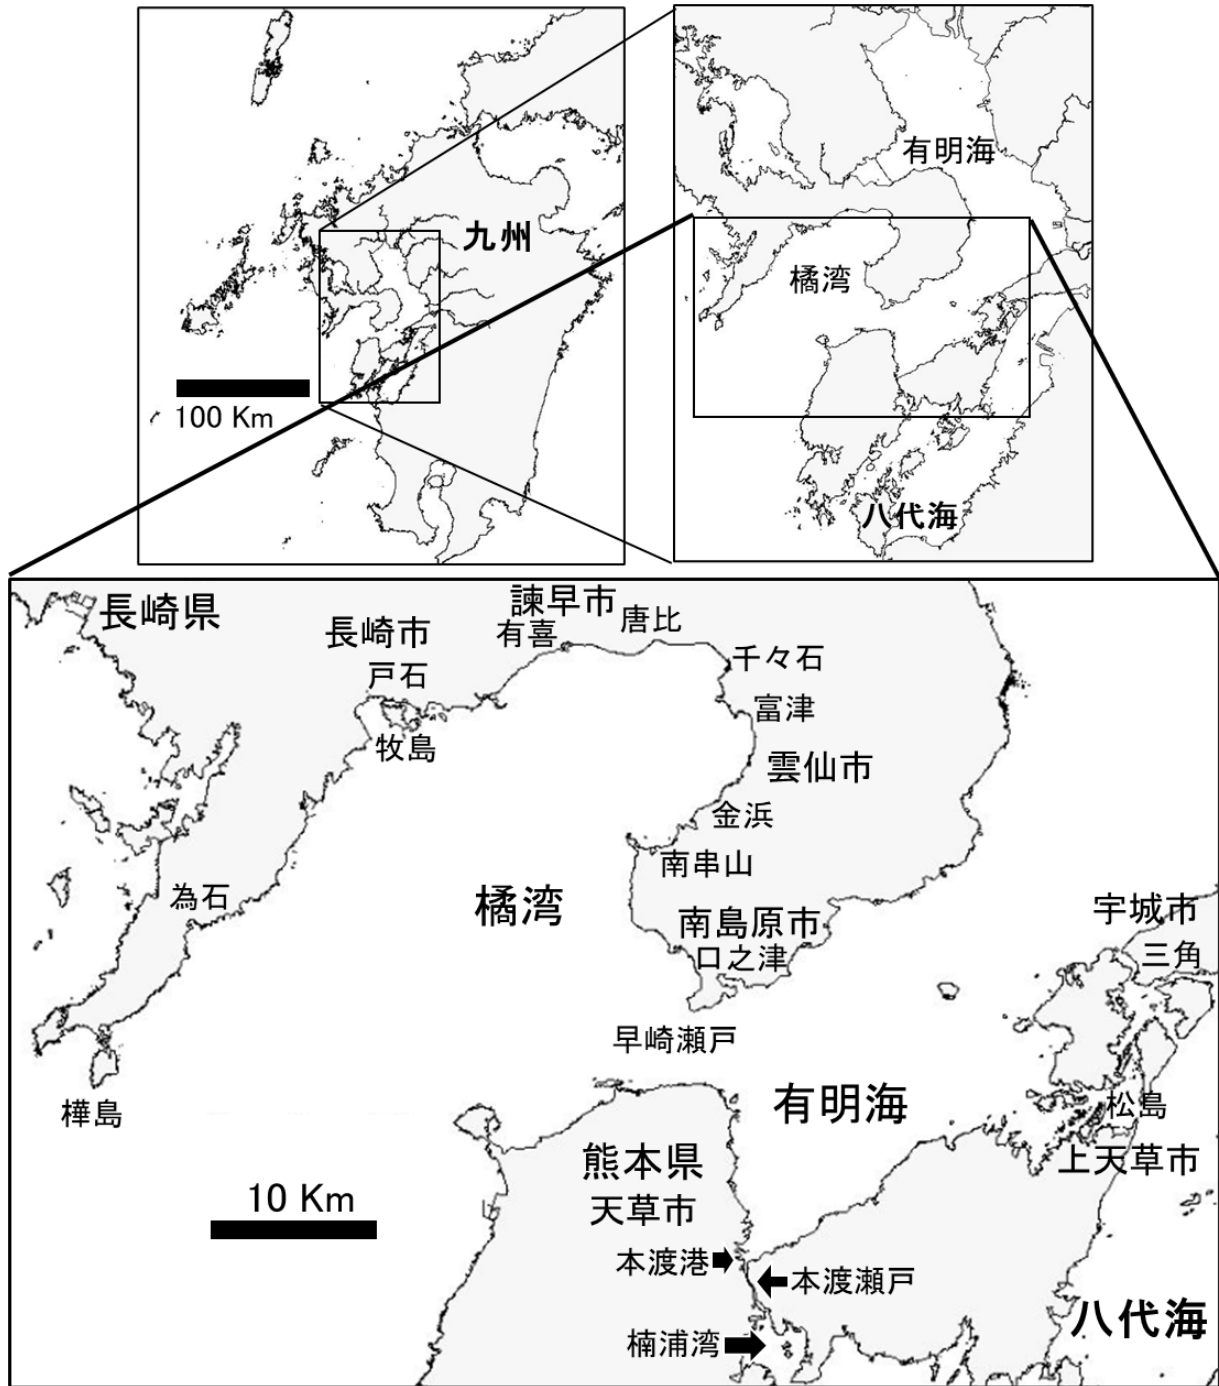 九州
100 Km
有明海
橘湾
八代海
長崎県
諫早市
唐比
長崎市
有喜
戸石
千々石
富津
牧島
雲仙市
金浜
南串山
為石
橘湾
南島原市
宇城市
口之津
三角
早崎瀬戸
有明海
松島
樺島
熊本県
上天草市
10 Km
天草市
本渡港
本渡瀬戸
八代海
楠浦湾